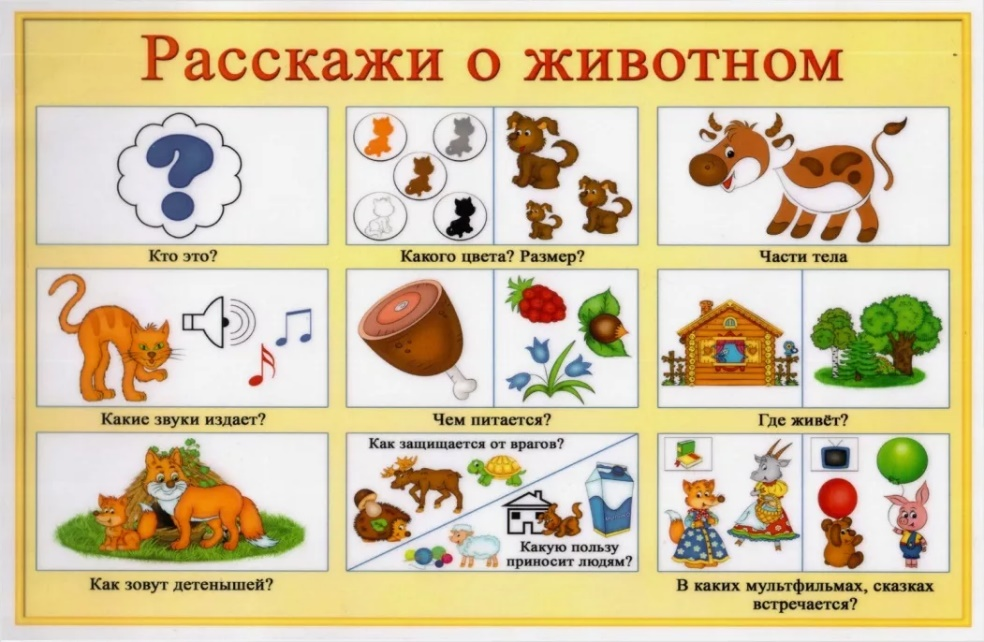 Расскажи о животном
Кто это?
Какого цвета? Размер?
Части тела
Какие звуки издает?
Чем питается?
Где живёт?
Как зовут детенышей?
Как защищается от врагов?
Какую пользу
приносит людям?
В каких мультфильмах, сказках
встречается?